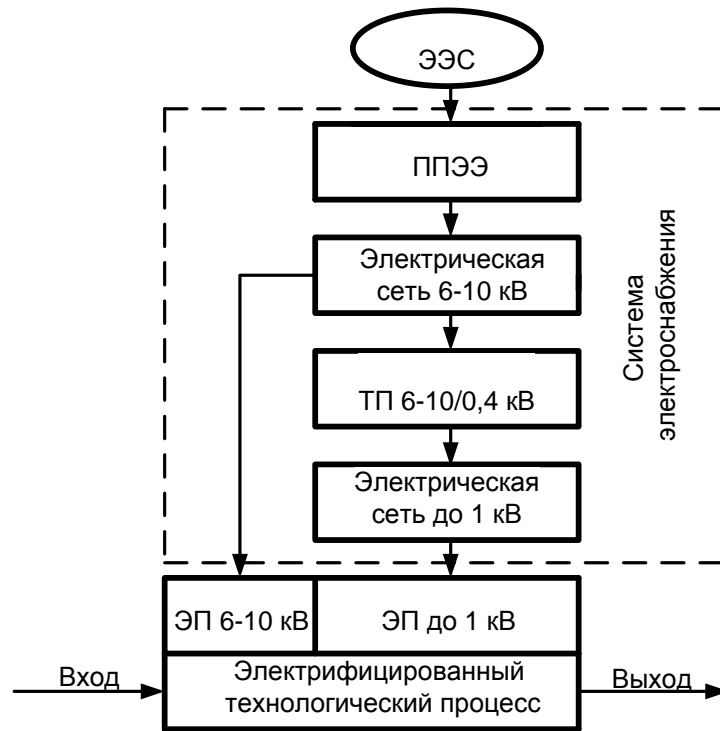 ЭЭС
ППЭЭ
Электрическая
сеть 6-10 кВ
ТП 6-10/0,4 кВ
Электрическая
сеть до 1 кВ
Система
электроснабжения
ЭП 6-10 кВ
ЭП до 1 кВ
Вход
Электрифицированный
технологический процесс
Выход